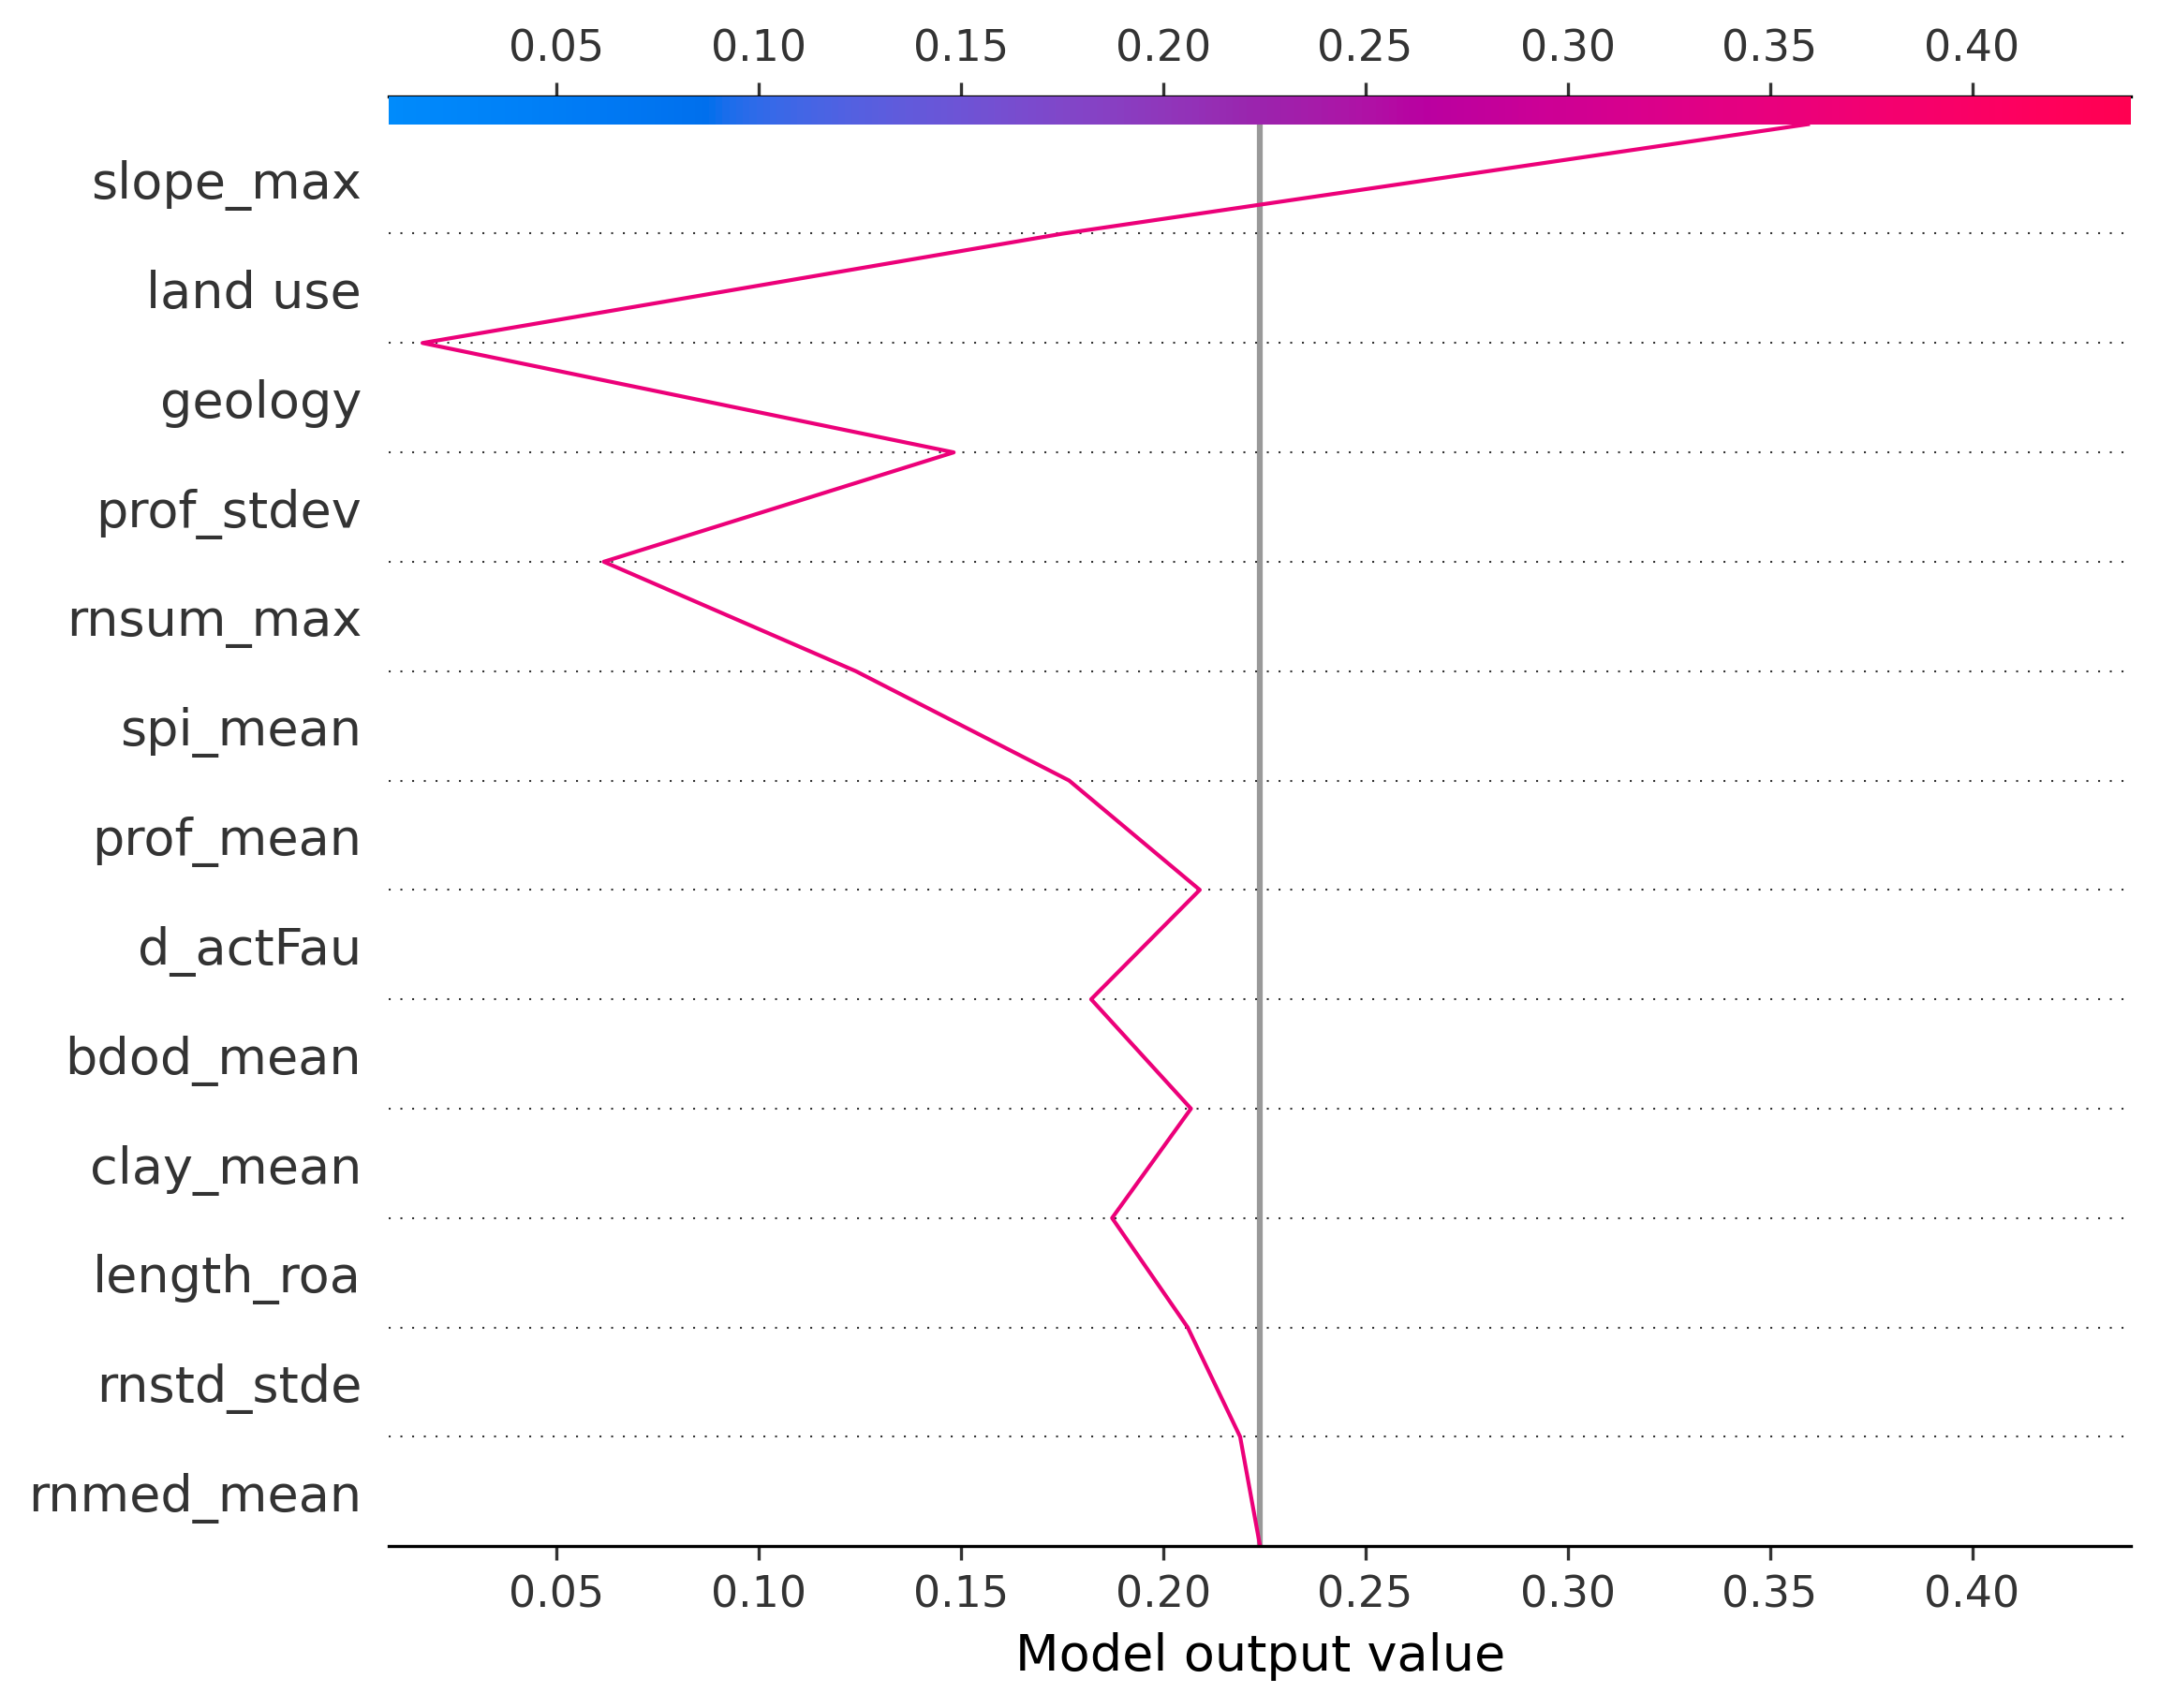 0.05 0.10 0.15 0.20 0.25 0.30 0.35 0.40
slope_max
land use
geology
prof_stdev
rnsum_max
spi_mean
prof_mean
d_actFau
bdod_mean
clay_mean
length_roa
rnstd_stde
rnmed_mean
0.05 0.10 0.15 0.20 0.25 0.30 0.35 0.40
Model output value